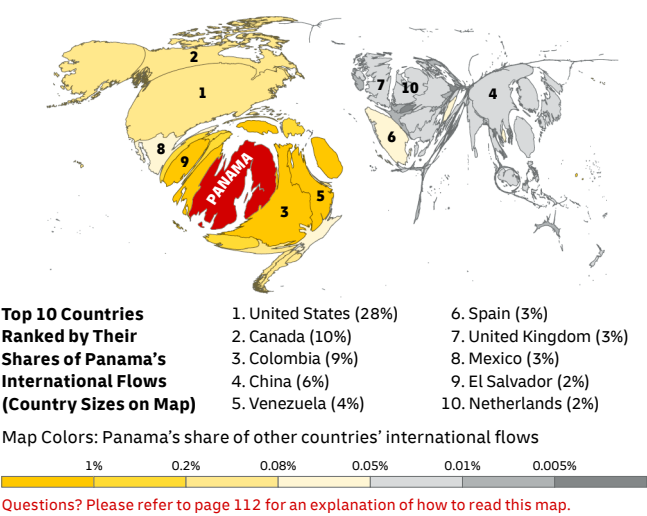 2
1
7
10
4
8
9
6
PANAMA
5
3
Top 10 Countries
Ranked by Their
Shares of Panama's
International Flows
(Country Sizes on Map)
1. United States (28%)
2. Canada (10%)
3. Colombia (9%)
4. China (6%)
5. Venezuela (4%)
6. Spain (3%)
7. United Kingdom (3%)
8. Mexico (3%)
9. El Salvador (2%)
10. Netherlands (2%)
Map Colors: Panama's share of other countries' international flows
1% 0.2% 0.08% 0.05% 0.01% 0.005%
Questions? Please refer to page 112 for an explanation of how to read this map.